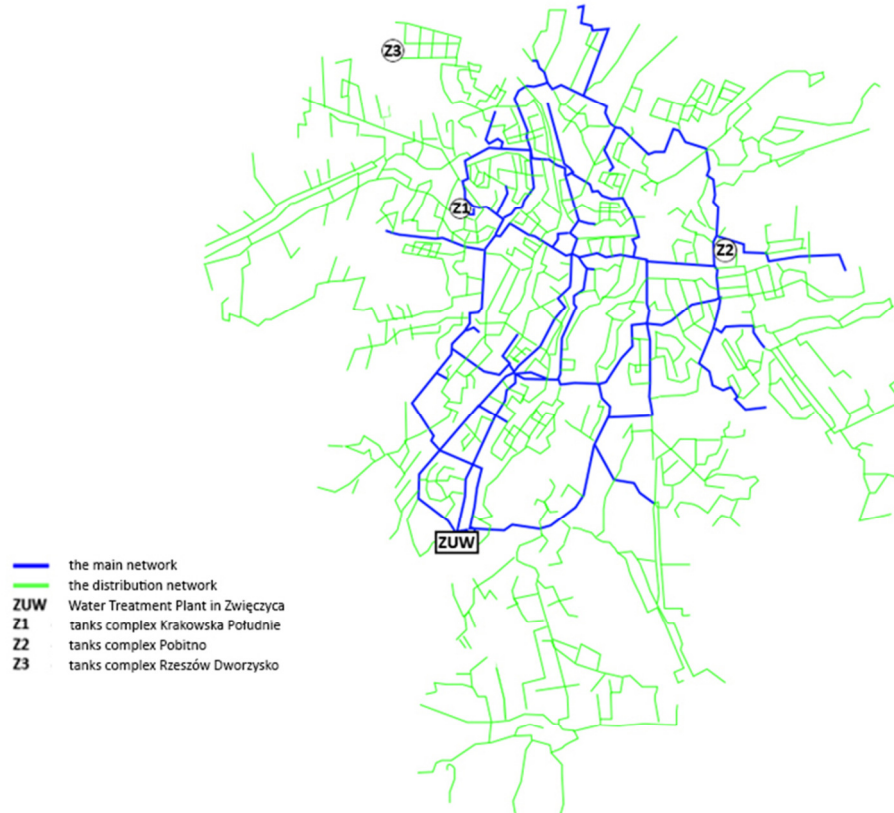 Z3
Z1
Z2
ZUW
the main network
the distribution network
ZUW Water Treatment Plant in Zwięczyca
Z1 tanks complex Krakowska Południe
Z2 tanks complex Pobitno
Z3 tanks complex Rzeszów Dworzysko